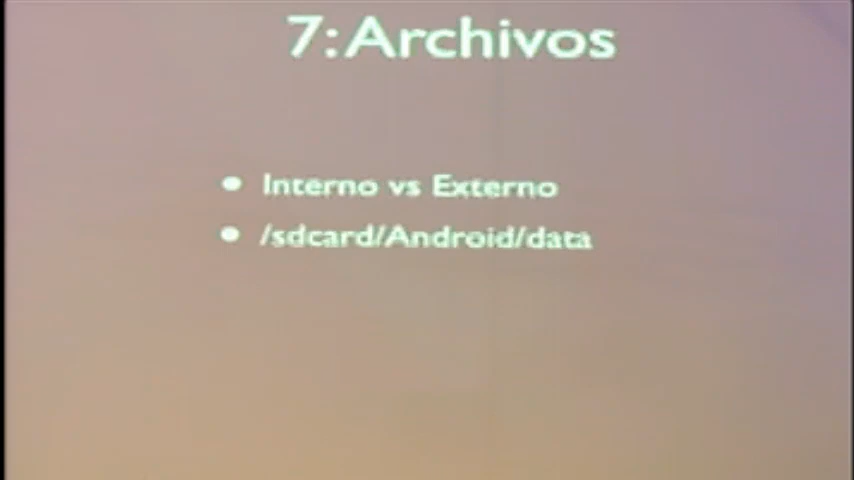 7: Archivos
• Interno vs Externo
• /sdcard/Android/data